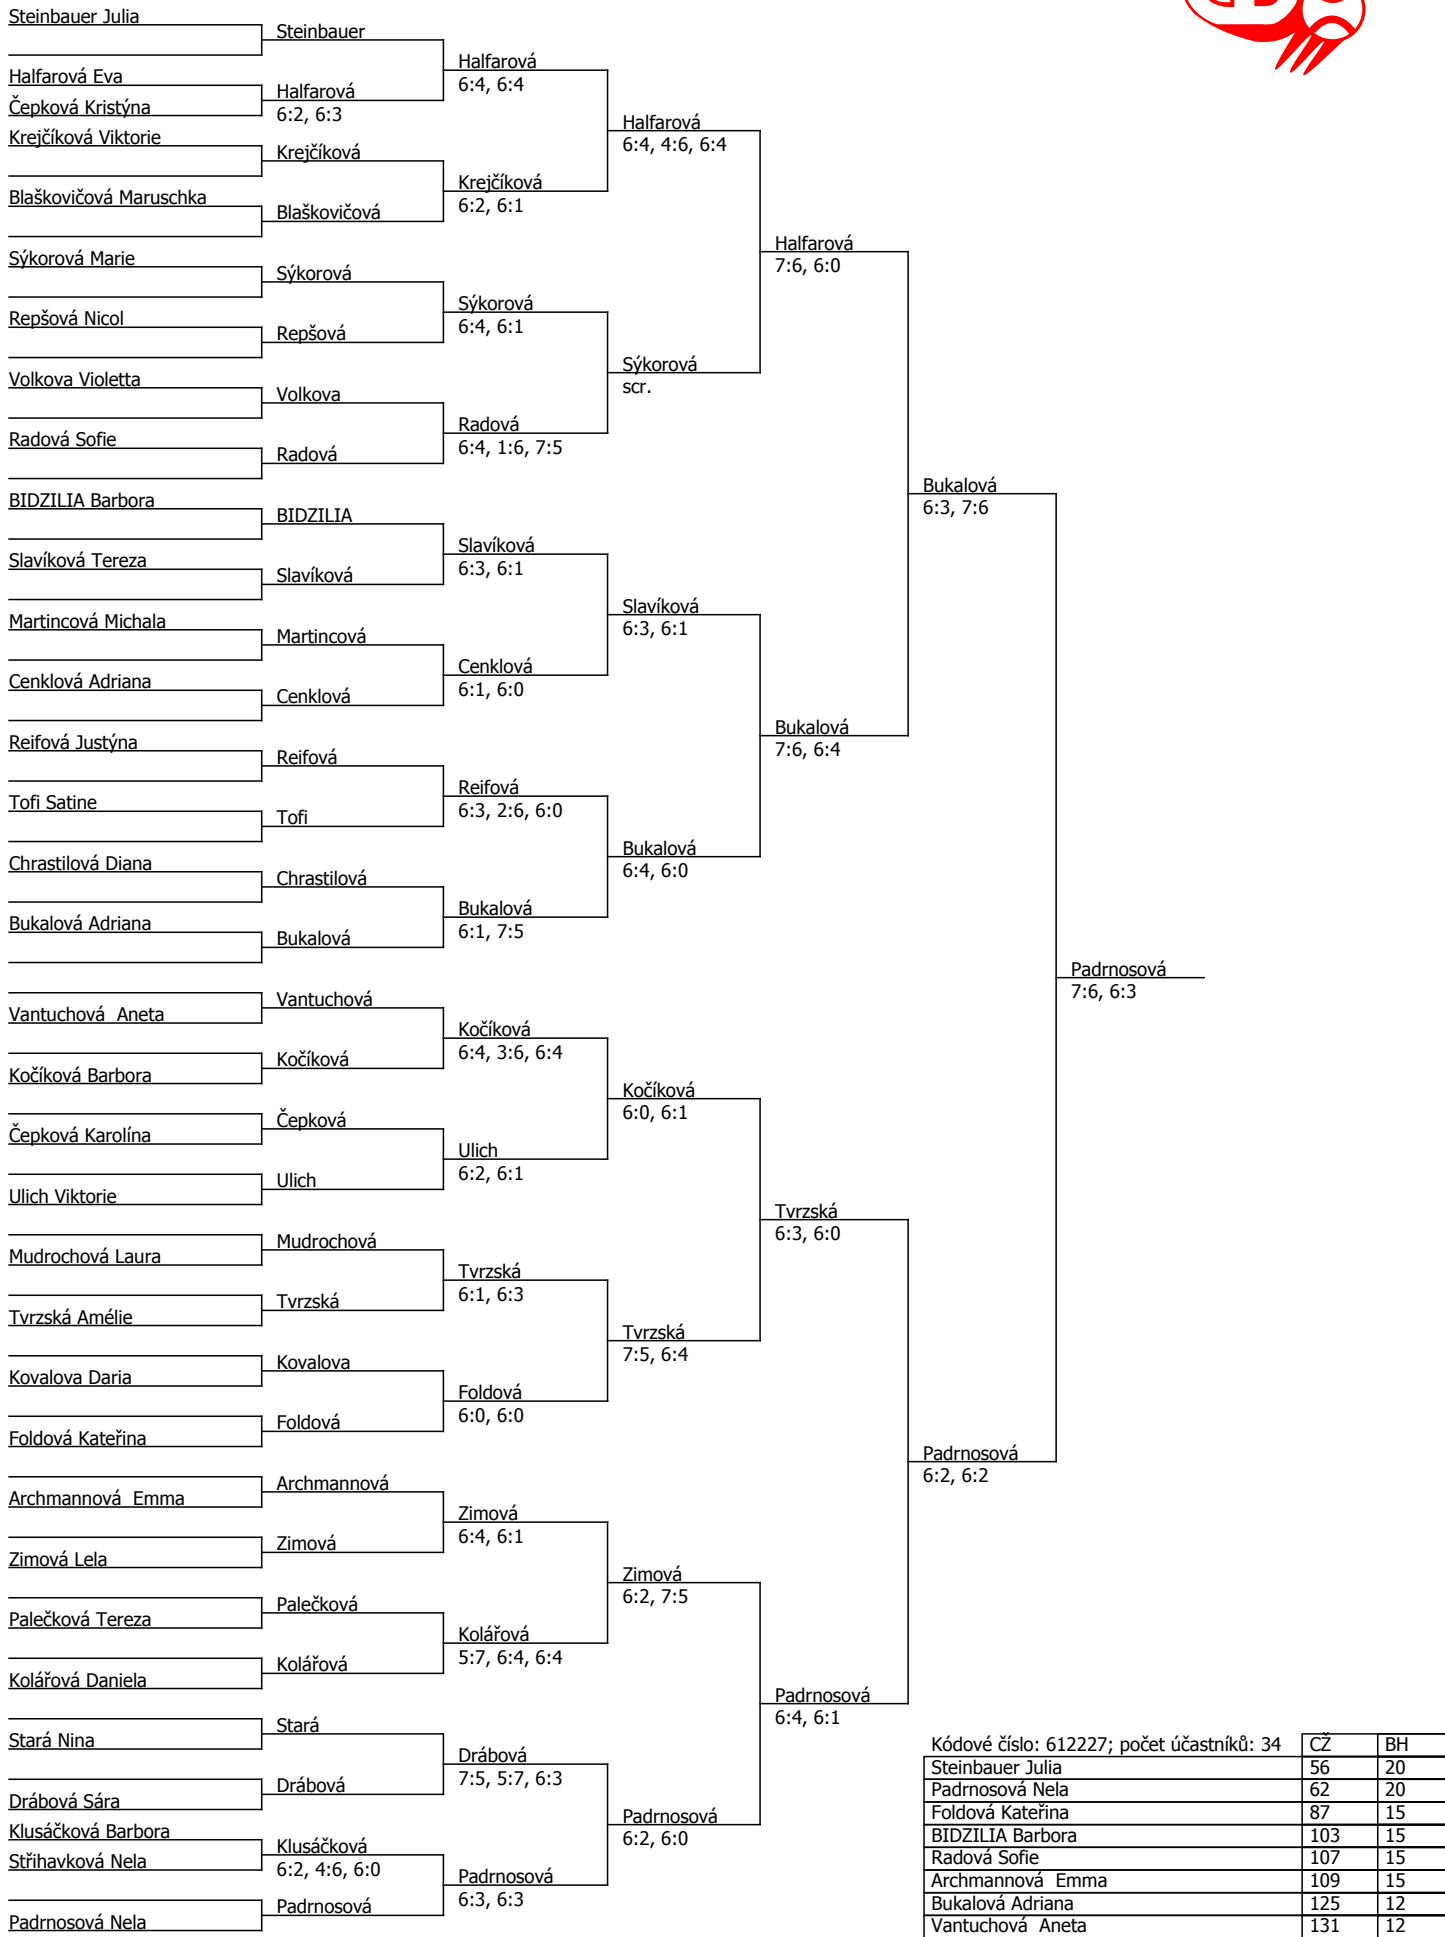 Steinbauer Julia
Halfarová Eva
Čepková Kristýna
Krejčíková Viktorie
Blaškovičová Maruschka
Sýkorová Marie
Repšová Nicol
Volkova Violetta
Radová Sofie
BIDZILIA Barbora
Slavíková Tereza
Martincová Michala
Cenklová Adriana
Reifová Justýna
Tofi Satine
Chrastilová Diana
Bukalová Adriana
Vantuchová  Aneta
Kočíková Barbora
Čepková Karolína
Ulich Viktorie
Mudrochová Laura
Tvrzská Amélie
Kovalova Daria
Foldová Kateřina
Archmannová  Emma
Zimová Lela
Palečková Tereza
Kolářová Daniela
Stará Nina
Drábová Sára
Klusáčková Barbora
Střihavková Nela
Padrnosová Nela
Steinbauer
Halfarová
6:2, 6:3
Krejčíková
Blaškovičová
Sýkorová
Repšová
Volkova
Radová
BIDZILIA
Slavíková
Martincová
Cenklová
Reifová
Tofi
Chrastilová
Bukalová
Vantuchová
Kočíková
Čepková
Ulich
Mudrochová
Tvrzská
Kovalova
Foldová
Archmannová
Zimová
Palečková
Kolářová
Stará
Drábová
Klusáčková
6:2, 4:6, 6:0
Padrnosová
Halfarová
6:4, 6:4
Krejčíková
6:2, 6:1
Sýkorová
6:4, 6:1
Radová
6:4, 1:6, 7:5
Slavíková
6:3, 6:1
Cenklová
6:1, 6:0
Reifová
6:3, 2:6, 6:0
Bukalová
6:1, 7:5
Kočíková
6:4, 3:6, 6:4
Ulich
6:2, 6:1
Tvrzská
6:1, 6:3
Foldová
6:0, 6:0
Zimová
6:4, 6:1
Kolářová
5:7, 6:4, 6:4
Drábová
7:5, 5:7, 6:3
Padrnosová
6:3, 6:3
Halfarová
6:4, 4:6, 6:4
Sýkorová
scr.
Slavíková
6:3, 6:1
Bukalová
6:4, 6:0
Kočíková
6:0, 6:1
Tvrzská
7:5, 6:4
Zimová
6:2, 7:5
Padrnosová
6:2, 6:0
Halfarová
7:6, 6:0
Bukalová
7:6, 6:4
Tvrzská
6:3, 6:0
Padrnosová
6:4, 6:1
Bukalová
6:3, 7:6
Padrnosová
6:2, 6:2
Padrnosová
7:6, 6:3
Kódové číslo: 612227; počet účastníků: 34 CŽ BH
Steinbauer Julia 56 20
Padrnosová Nela 62 20
Foldová Kateřina 87 15
BIDZILIA Barbora 103 15
Radová Sofie 107 15
Archmannová  Emma 109 15
Bukalová Adriana 125 12
Vantuchová  Aneta 131 12